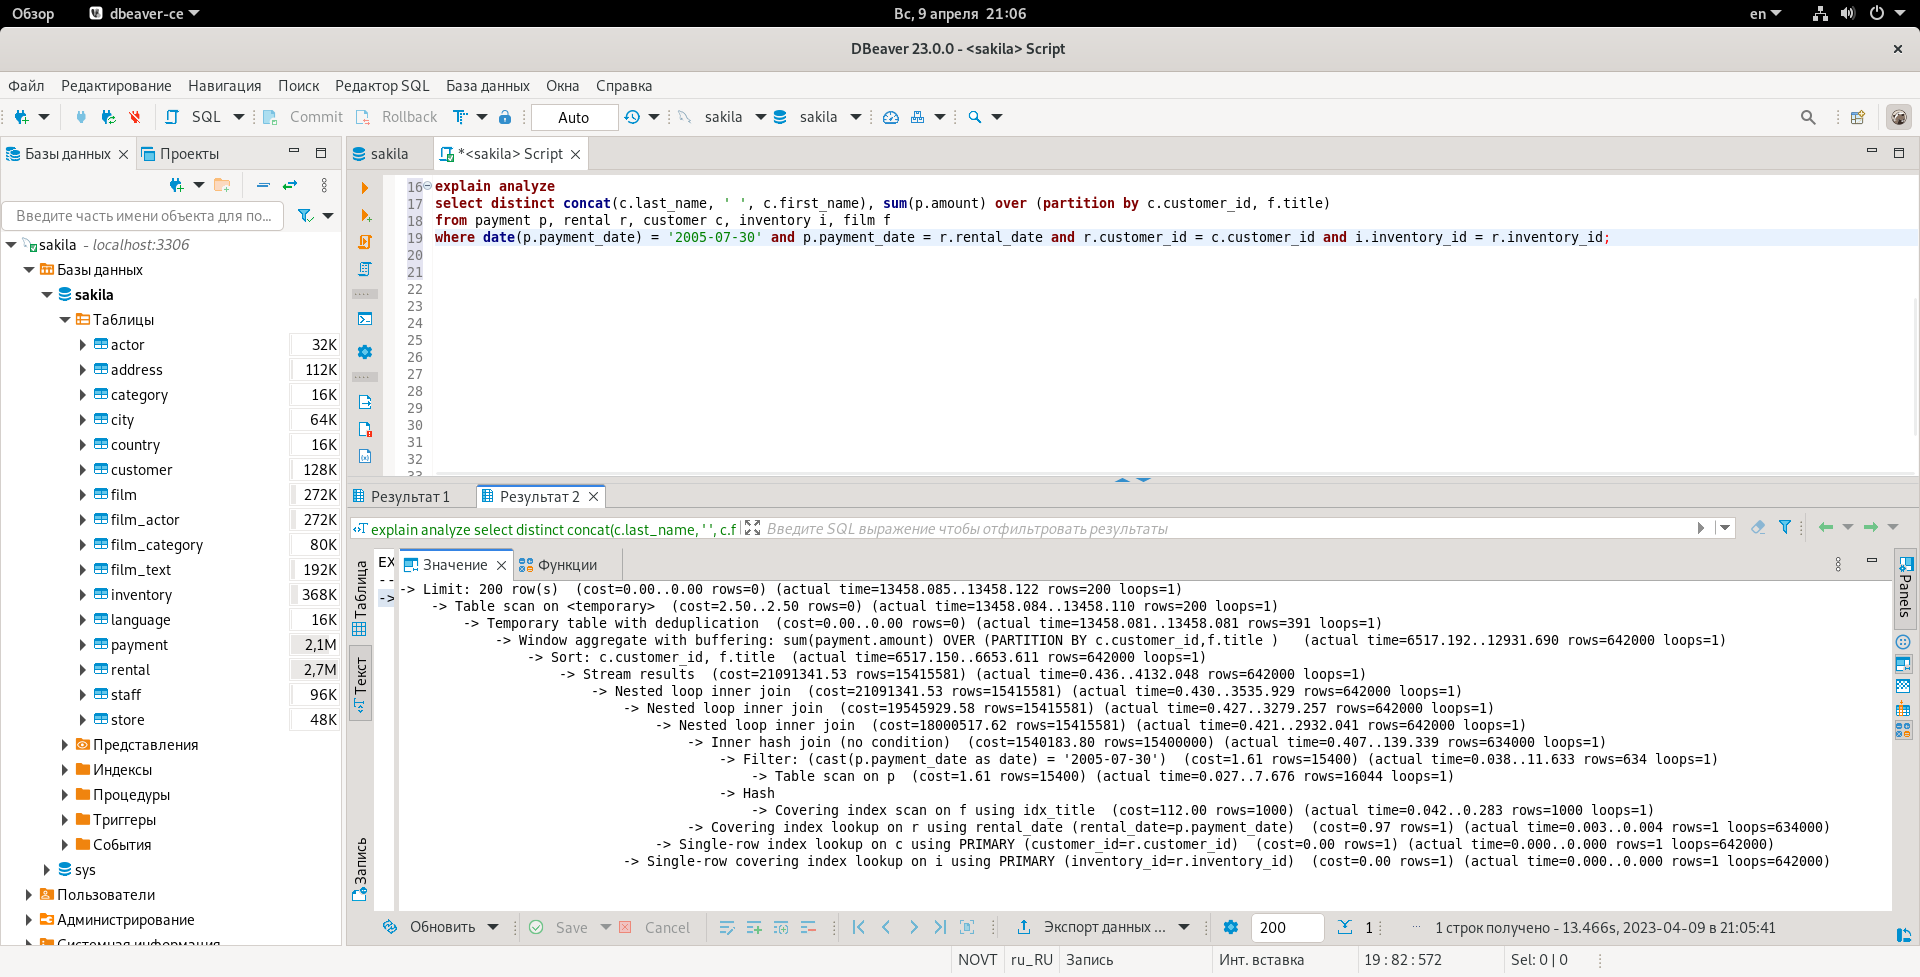 Обзор
dbeaver-ce
Вс, 9 апреля 21:06
en
DBeaver 23.0.0 - <sakila> Script
Файл Редактирование Навигация Поиск Редактор SQL База данных Окна Справка
SQL Commit Rollback Auto sakila sakila
Базы данных Проекты
Введите часть имени объекта для по...
sakila - localhost:3306
Базы данных
sakila
Таблицы
actor 32K
address 112K
category 16K
city 64K
country 16K
customer 128K
film 272K
film_actor 272K
film_category 80K
film_text 192K
inventory 368K
language 16K
payment 2,1M
rental 2,7M
staff 96K
store 48K
Представления
Индексы
Процедуры
Триггеры
События
sys
Пользователи
Администрирование
Системная информация
sakila *<sakila> Script
16 explain analyze
17 select distinct concat(c.last_name, ' ', c.first_name), sum(p.amount) over (partition by c.customer_id, f.title)
18 from payment p, rental r, customer c, inventory i, film f
19 where date(p.payment_date) = '2005-07-30' and p.payment_date = r.rental_date and r.customer_id = c.customer_id and i.inventory_id = r.inventory_id;
20
21
22
23
24
25
26
27
28
29
30
31
32
33
Результат 1 Результат 2
explain analyze select distinct concat(c.last_name, ' ', c.f
Введите SQL выражение чтобы отфильтровать результаты
Таблица
Текст
Запись
EX
--
->
Значение Функции
-> Limit: 200 row(s) (cost=0.00..0.00 rows=0) (actual time=13458.085..13458.122 rows=200 loops=1)
-> Table scan on <temporary> (cost=2.50..2.50 rows=0) (actual time=13458.084..13458.110 rows=200 loops=1)
-> Temporary table with deduplication (cost=0.00..0.00 rows=0) (actual time=13458.081..13458.081 rows=391 loops=1)
-> Window aggregate with buffering: sum(payment.amount) OVER (PARTITION BY c.customer_id,f.title ) (actual time=6517.192..12931.690 rows=642000 loops=1)
-> Sort: c.customer_id, f.title (actual time=6517.150..6653.611 rows=642000 loops=1)
-> Stream results (cost=21091341.53 rows=15415581) (actual time=0.436..4132.048 rows=642000 loops=1)
-> Nested loop inner join (cost=21091341.53 rows=15415581) (actual time=0.430..3535.929 rows=642000 loops=1)
-> Nested loop inner join (cost=19545929.58 rows=15415581) (actual time=0.427..3279.257 rows=642000 loops=1)
-> Nested loop inner join (cost=18000517.62 rows=15415581) (actual time=0.421..2932.041 rows=642000 loops=1)
-> Inner hash join (no condition) (cost=1540183.80 rows=15400000) (actual time=0.407..139.339 rows=634000 loops=1)
-> Filter: (cast(p.payment_date as date) = '2005-07-30') (cost=1.61 rows=15400) (actual time=0.038..11.633 rows=634 loops=1)
-> Table scan on p (cost=1.61 rows=15400) (actual time=0.027..7.676 rows=16044 loops=1)
-> Hash
-> Covering index scan on f using idx_title (cost=112.00 rows=1000) (actual time=0.042..0.283 rows=1000 loops=1)
-> Covering index lookup on r using rental_date (rental_date=p.payment_date) (cost=0.97 rows=1) (actual time=0.003..0.004 rows=1 loops=634000)
-> Single-row index lookup on c using PRIMARY (customer_id=r.customer_id) (cost=0.00 rows=1) (actual time=0.000..0.000 rows=1 loops=642000)
-> Single-row covering index lookup on i using PRIMARY (inventory_id=r.inventory_id) (cost=0.00 rows=1) (actual time=0.000..0.000 rows=1 loops=642000)
Panels
Обновить Save Cancel Экспорт данных ... 200 1 1 строк получено - 13.466s, 2023-04-09 в 21:05:41
NOVT ru_RU Запись Инт. вставка 19 : 82 : 572 Sel: 0 | 0